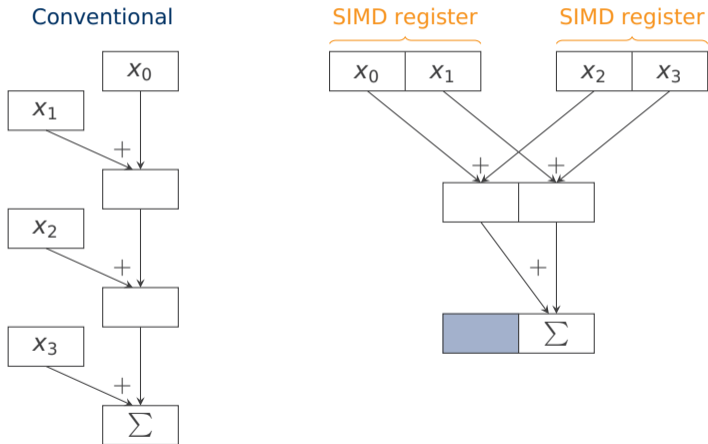 Conventional
x₀
x₁
+
x₂
+
x₃
+
∑
SIMD register SIMD register
x₀ x₁ x₂ x₃
+ +
+
∑